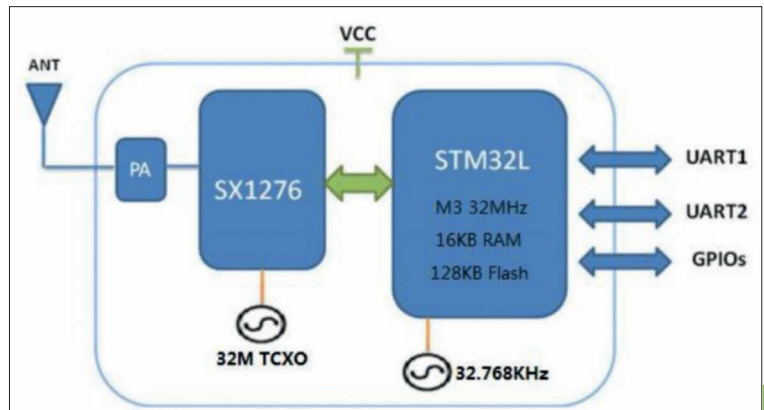 VCC
ANT
PA
SX1276
STM32L
M3 32MHz
16KB RAM
128KB Flash
UART1
UART2
GPIOs
32M TCXO
32.768KHz